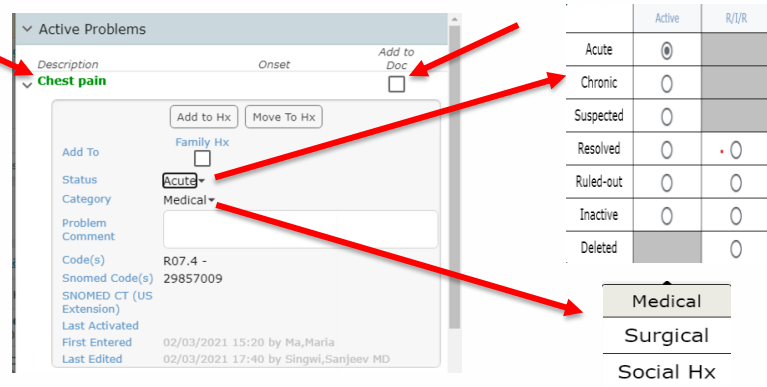 Active Problems
Description Onset Add to Doc
Chest pain
Add to Hx Move To Hx
Add To Family Hx
Status Acute
Category Medical
Problem Comment
Code(s) R07.4 -
Snomed Code(s) 29857009
SNOMED CT (US Extension)
Last Activated
First Entered 02/03/2021 15:20 by Ma,Maria
Last Edited 02/03/2021 17:40 by Singwi,Sanjeev MD
Active R/I/R
Acute
Chronic
Suspected
Resolved
Ruled-out
Inactive
Deleted
Medical
Surgical
Social Hx